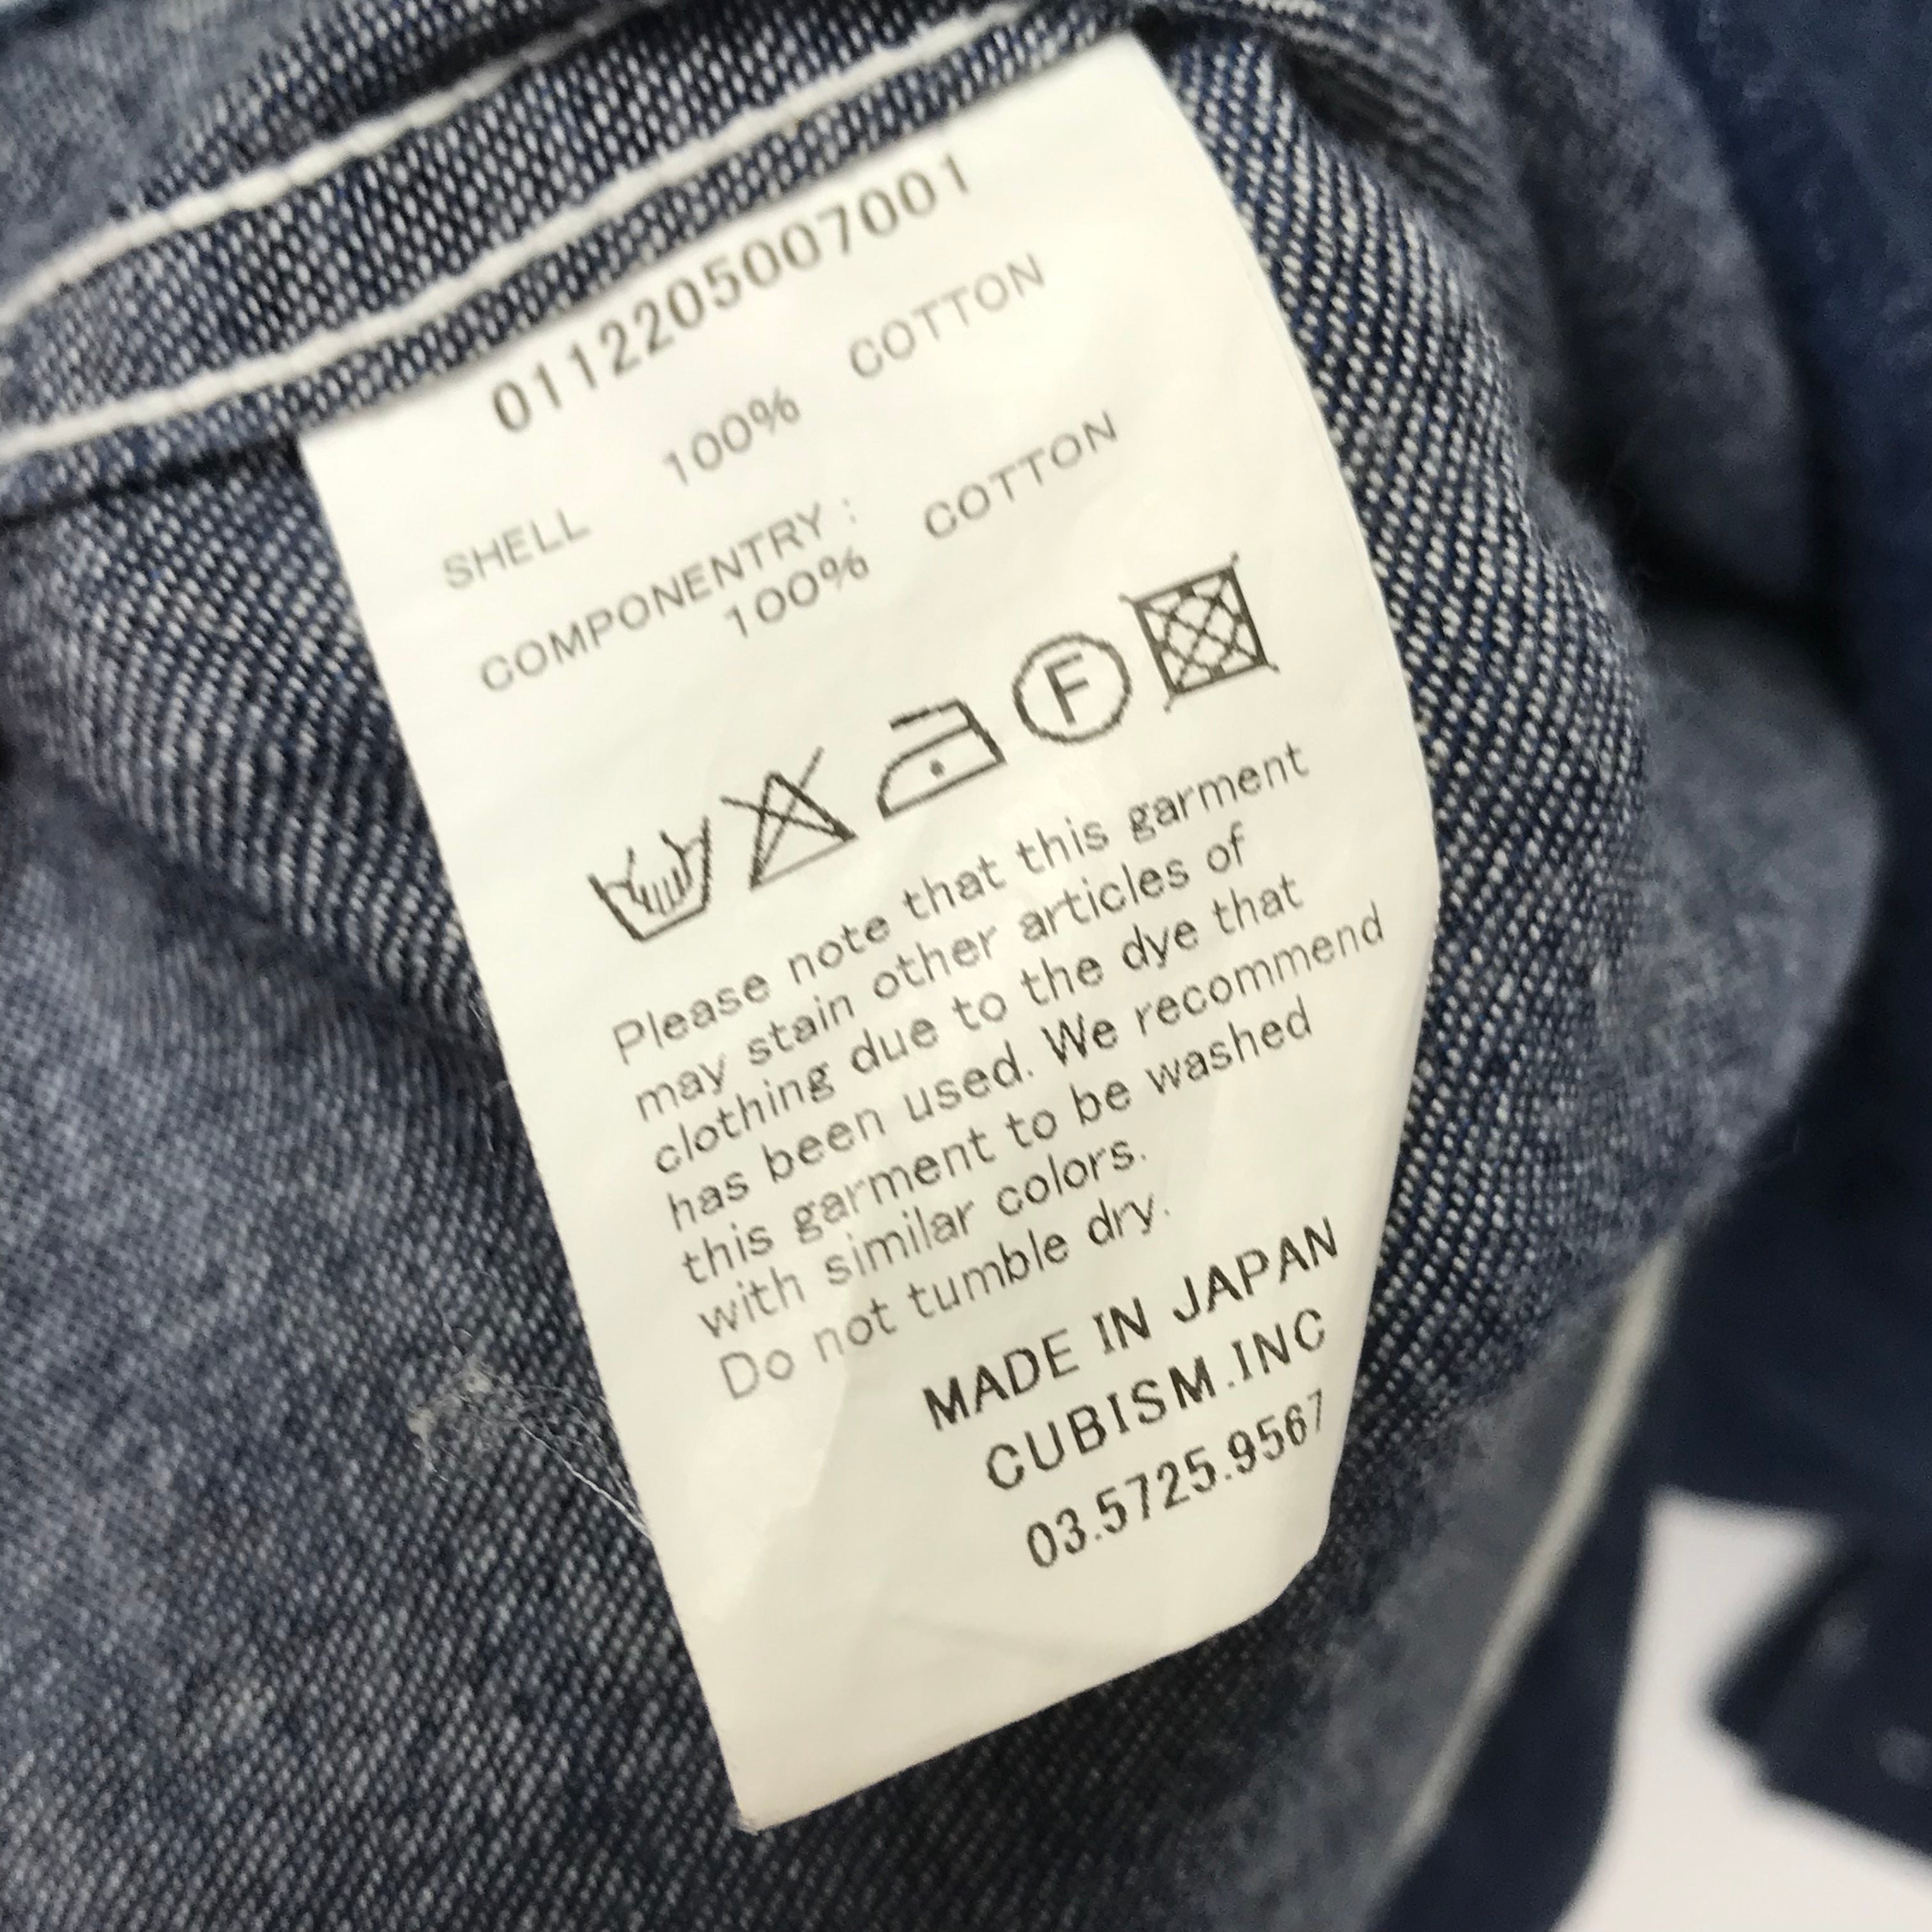 0112205007001
SHELL 100% COTTON
COMPONENTRY :
100% COTTON
F
Please note that this garment
may stain other articles of
clothing due to the dye that
has been used. We recommend
this garment to be washed
with similar colors.
Do not tumble dry.
MADE IN JAPAN
CUBISM.INC
03.5725.9567